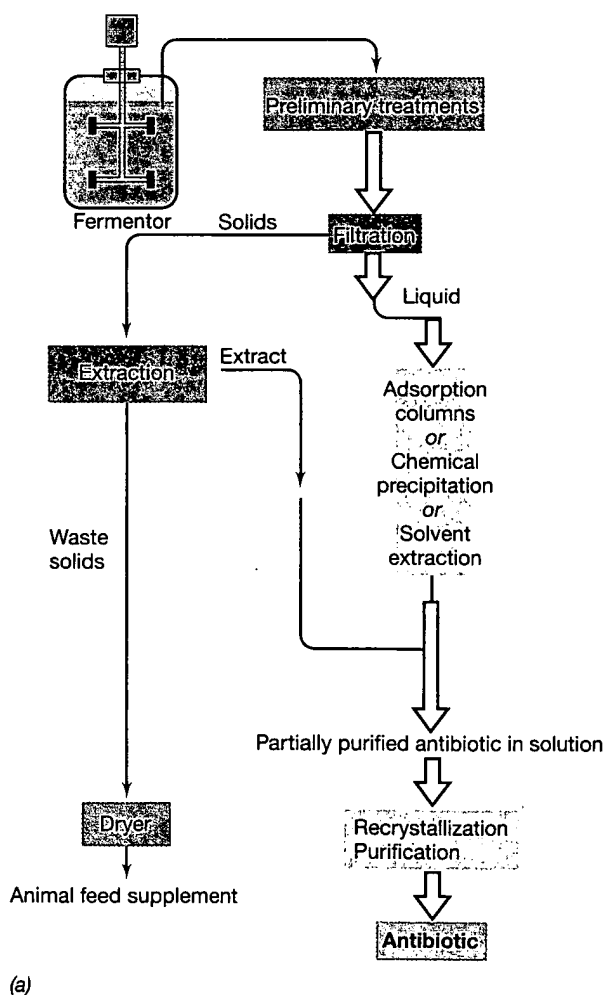 Preliminary treatments
Fermentor
Solids
Filtration
Liquid
Extraction
Extract
Adsorption
columns
or
Chemical
precipitation
or
Solvent
extraction
Waste
solids
Partially purified antibiotic in solution
Dryer
Recrystallization
Purification
Animal feed supplement
Antibiotic
(a)